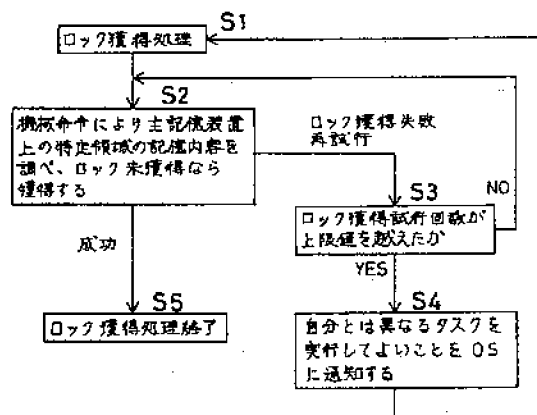 S1
ロック獲得処理
S2
機械命令により主記憶装置
上の特定領域の記憶内容を
調べ、ロック未獲得なら
獲得する
ロック獲得失敗
再試行
S3
NO
ロック獲得試行回数が
上限値を越えたか
成功
YES
S5
ロック獲得処理終了
S4
自分とは異なるタスクを
実行してよいことをOS
に通知する